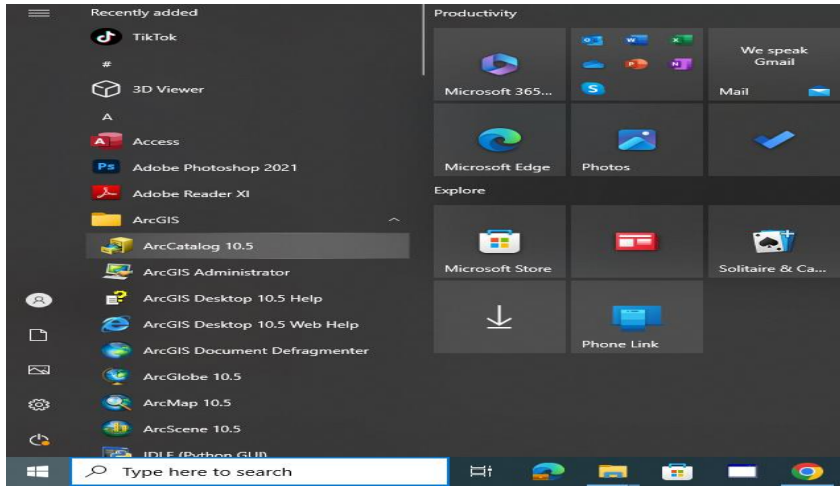 Recently added
TikTok
#
3D Viewer
A
Access
Adobe Photoshop 2021
Adobe Reader XI
ArcGIS
ArcCatalog 10.5
ArcGIS Administrator
ArcGIS Desktop 10.5 Help
ArcGIS Desktop 10.5 Web Help
ArcGIS Document Defragmenter
ArcGlobe 10.5
ArcMap 10.5
ArcScene 10.5
IDLE (Python GUI)
Productivity
Microsoft 365...
We speak
Gmail
Mail
Microsoft Edge
Photos
Explore
Microsoft Store
Solitaire & Ca...
Phone Link
Type here to search